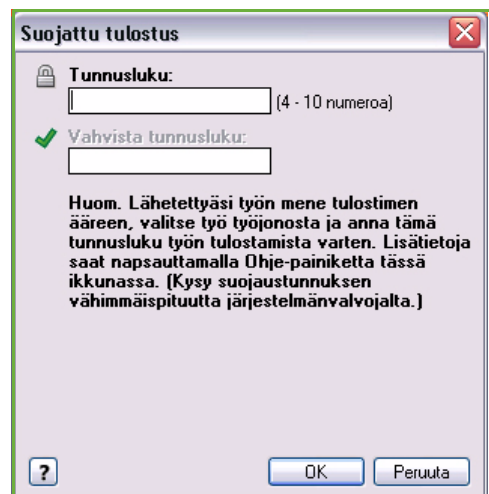 Suojattu tulostus
Tunnusluku:
(4 - 10 numeroa)
Vahvista tunnusluku:
Huom. Lähetettyäsi työn mene tulostimen
ääreen, valitse työ työjonosta ja anna tämä
tunnusluku työn tulostamista varten. Lisätietoja
saat napsauttamalla Ohje-painiketta tässä
ikkunassa. (Kysy suojaustunnuksen
vähimmäispituutta järjestelmänvalvojalta.)
? OK Peruuta